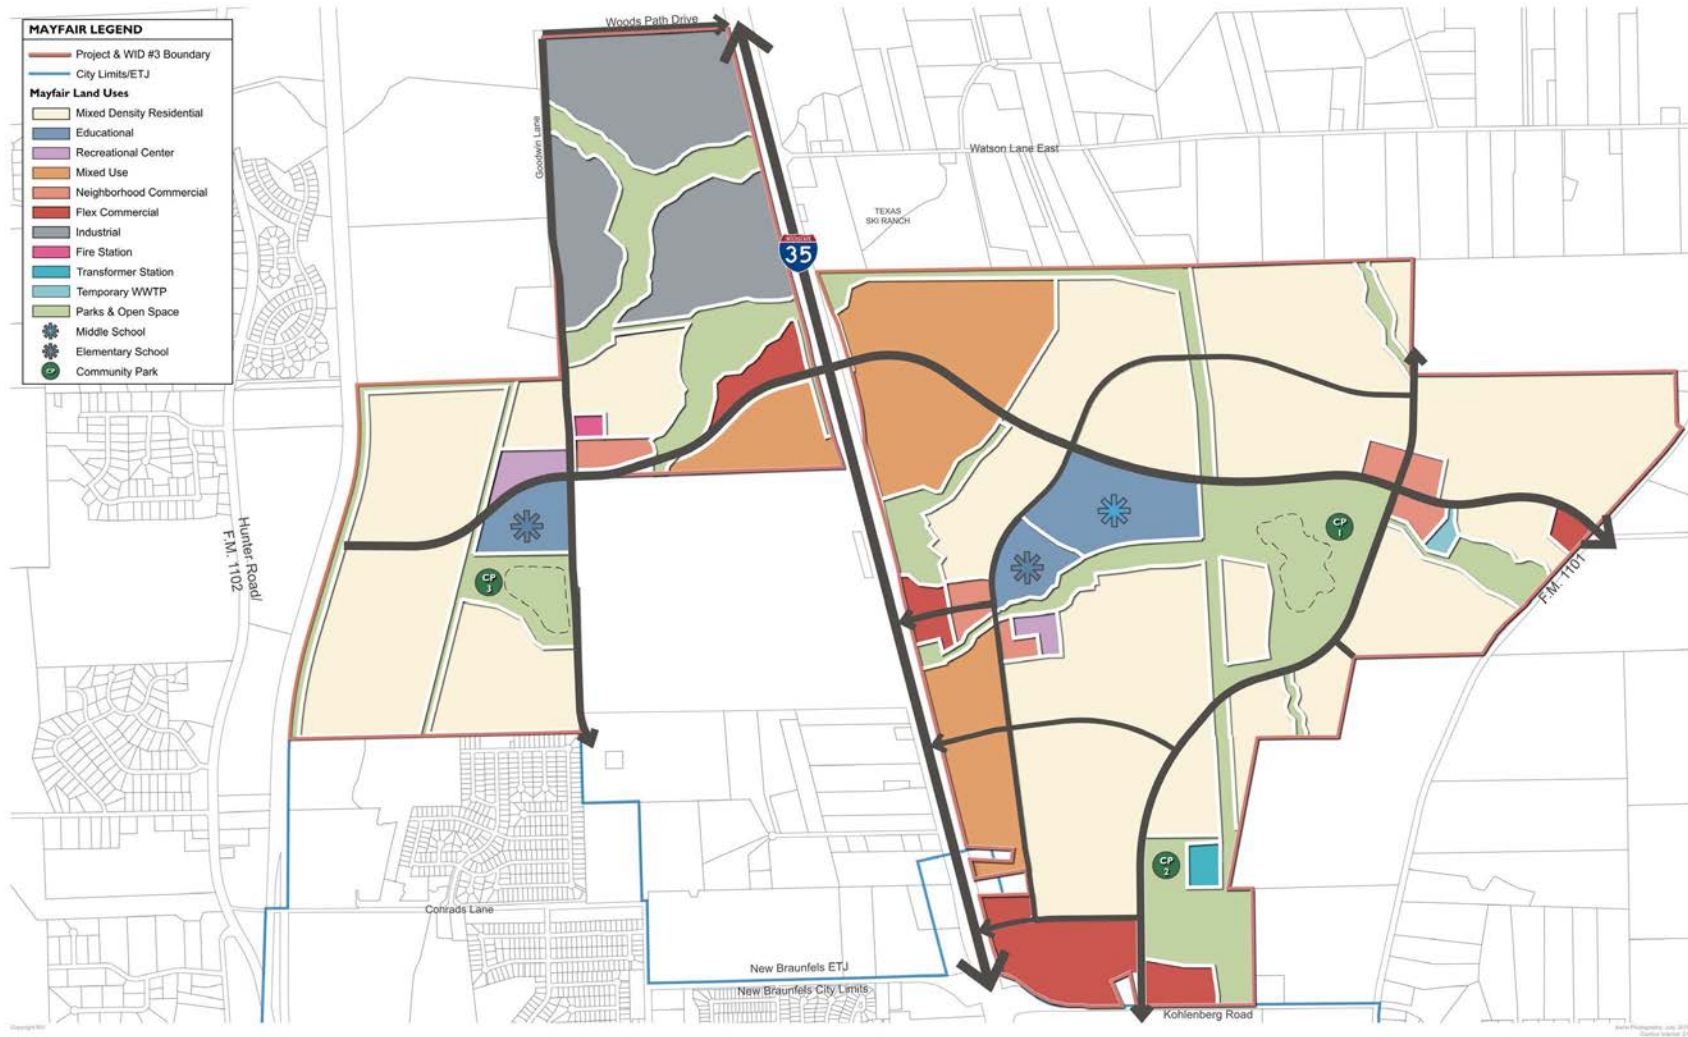 MAYFAIR LEGEND
Project & WID #3 Boundary
City Limits/ETJ
Mayfair Land Uses
Mixed Density Residential
Educational
Recreational Center
Mixed Use
Neighborhood Commercial
Flex Commercial
Industrial
Fire Station
Transformer Station
Temporary WWTP
Parks & Open Space
Middle School
Elementary School
CP
Community Park
Woods Path Drive
Goodwin Lane
Watson Lane East
TEXAS
SKI RANCH
INTERSTATE
35
Hunter Road/
F.M. 1102
CP
1
CP
3
F.M. 1101
CP
2
Conrads Lane
New Braunfels ETJ
New Braunfels City Limits
Kohlenberg Road